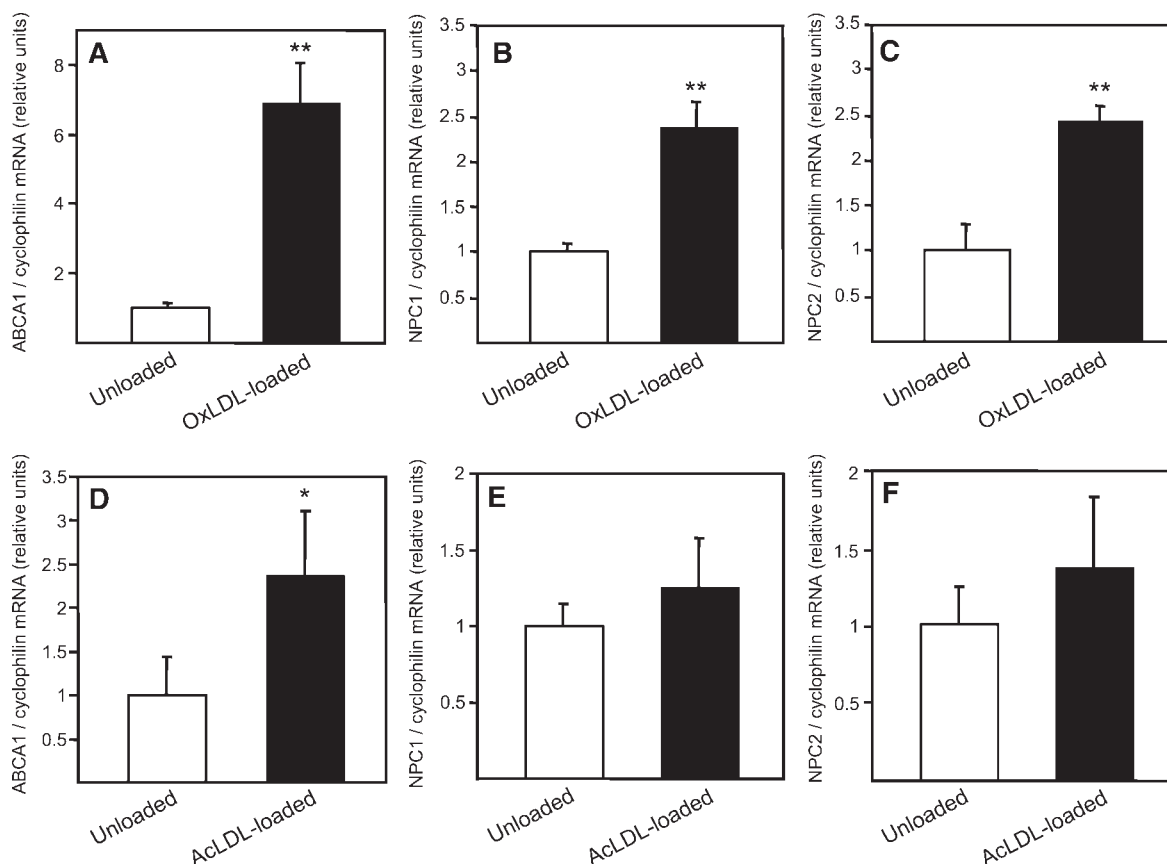 A
**
ABCA1 / cyclophilin mRNA (relative units)
8
6
4
2
Unloaded
OxLDL-loaded
B
**
NPC1 / cyclophilin mRNA (relative units)
3.5
3
2.5
2
1.5
1
0.5
Unloaded
OxLDL-loaded
C
**
NPC2 / cyclophilin mRNA (relative units)
3.5
3
2.5
2
1.5
1
0.5
Unloaded
OxLDL-loaded
D
*
ABCA1 / cyclophilin mRNA (relative units)
3.5
3
2.5
2
1.5
1
0.5
Unloaded
AcLDL-loaded
E
NPC1 / cyclophilin mRNA (relative units)
2
1.5
1
0.5
Unloaded
AcLDL-loaded
F
NPC2 / cyclophilin mRNA (relative units)
2
1.5
1
0.5
Unloaded
AcLDL-loaded